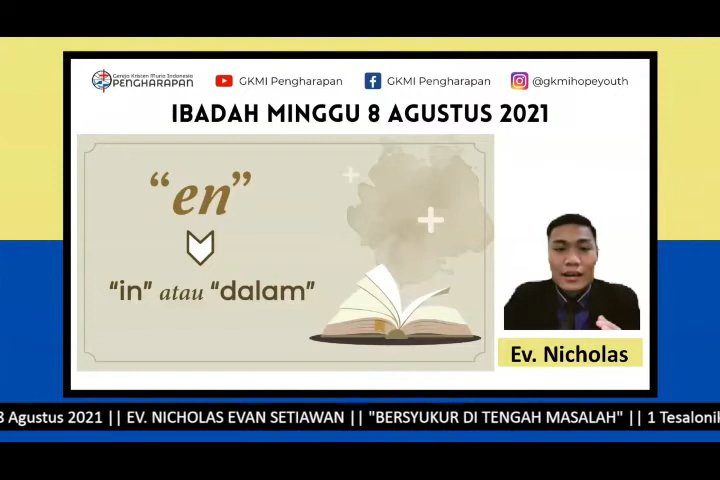 Gereja Kristen Muria Indonesia
PENGHARAPAN
GKMI Pengharapan
GKMI Pengharapan
@gkmihopeyouth
IBADAH MINGGU 8 AGUSTUS 2021
“en”
“in” atau “dalam”
Ev. Nicholas
8 Agustus 2021 || EV. NICHOLAS EVAN SETIAWAN || "BERSYUKUR DI TENGAH MASALAH" || 1 Tesalonik